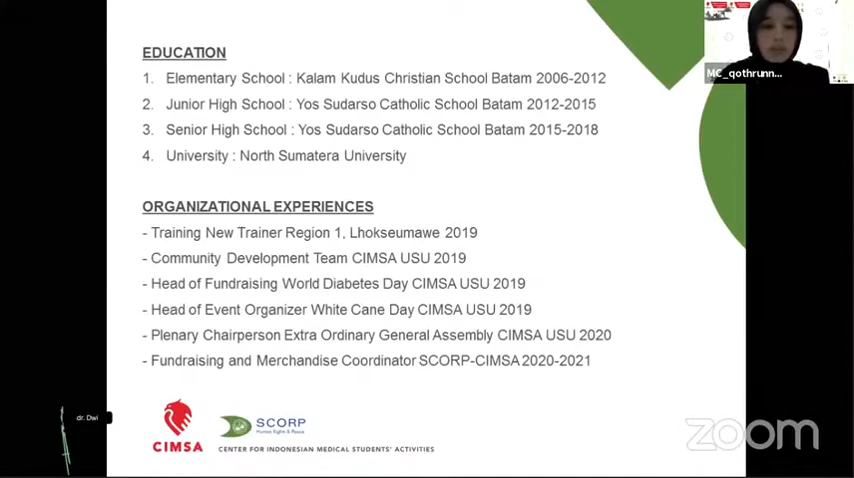 EDUCATION
1. Elementary School : Kalam Kudus Christian School Batam 2006-2012
2. Junior High School : Yos Sudarso Catholic School Batam 2012-2015
3. Senior High School : Yos Sudarso Catholic School Batam 2015-2018
4. University : North Sumatera University
ORGANIZATIONAL EXPERIENCES
- Training New Trainer Region 1, Lhokseumawe 2019
- Community Development Team CIMSA USU 2019
- Head of Fundraising World Diabetes Day CIMSA USU 2019
- Head of Event Organizer White Cane Day CIMSA USU 2019
- Plenary Chairperson Extra Ordinary General Assembly CIMSA USU 2020
- Fundraising and Merchandise Coordinator SCORP-CIMSA 2020-2021
CIMSA
SCORP
Human Rights & Peace
CENTER FOR INDONESIAN MEDICAL STUDENTS' ACTIVITIES
MC_qothrunn...
dr. Dwi
zoom